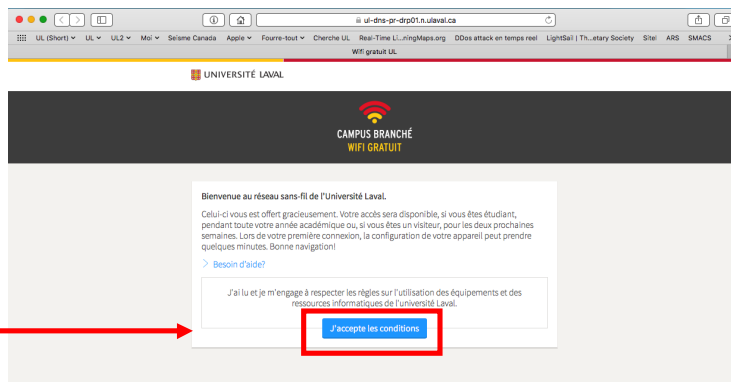 ul-dns-pr-drp01.n.ulaval.ca
UL (Short) UL UL2 Moi Seisme Canada Apple Fourre-tout Cherche UL Real-Time Li...ningMaps.org DDos attack en temps reel LightSail | Th...etary Society Sitel ARS SMACS
Wifi gratuit UL
UNIVERSITÉ LAVAL
CAMPUS BRANCHÉ
WIFI GRATUIT
Bienvenue au réseau sans-fil de l'Université Laval.
Celui-ci vous est offert gracieusement. Votre accès sera disponible, si vous êtes étudiant,
pendant toute votre année académique ou, si vous êtes un visiteur, pour les deux prochaines
semaines. Lors de votre première connexion, la configuration de votre appareil peut prendre
quelques minutes. Bonne navigation!
> Besoin d'aide?
J'ai lu et je m'engage à respecter les règles sur l'utilisation des équipements et des
ressources informatiques de l'université Laval.
J'accepte les conditions